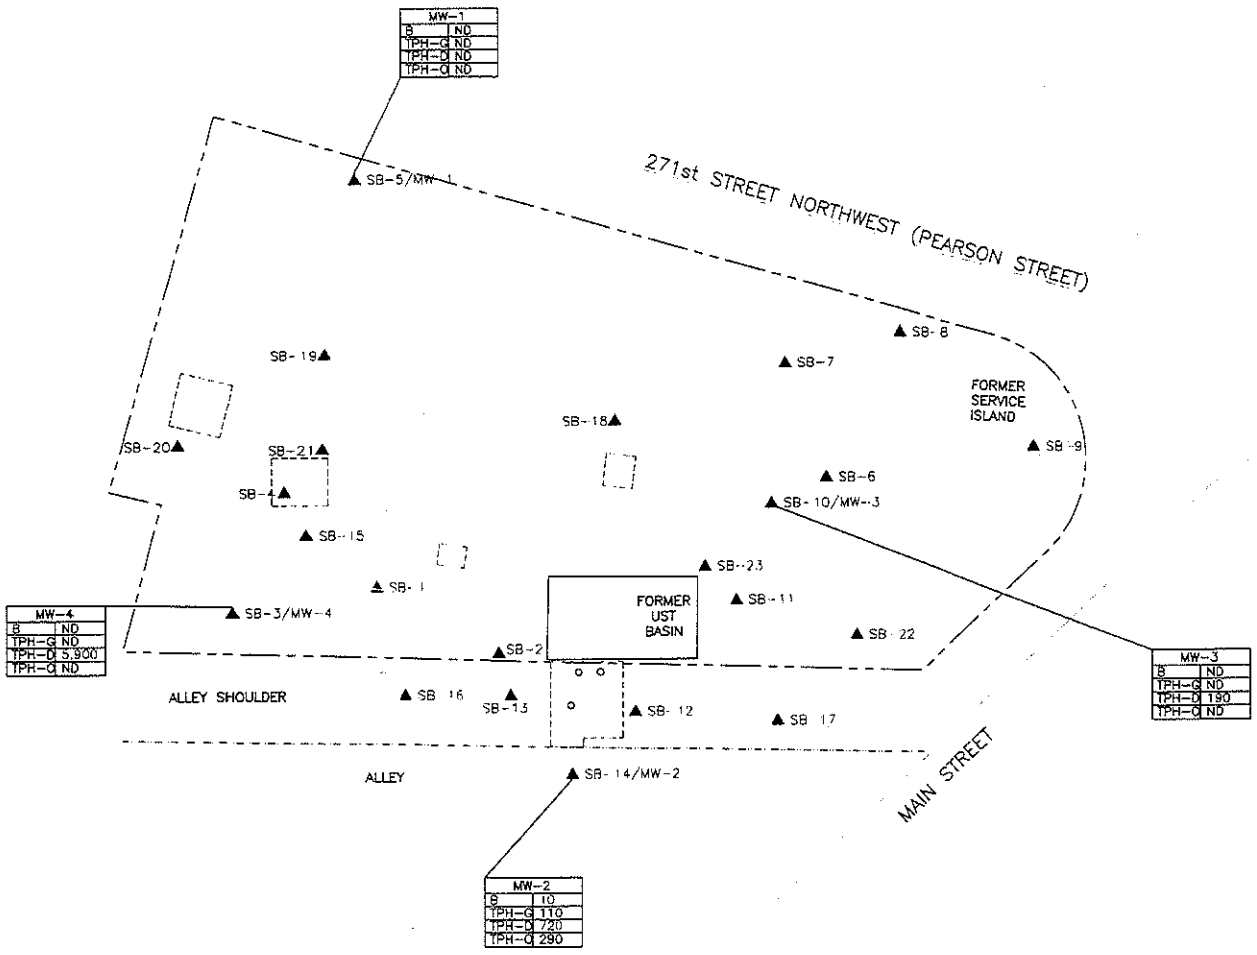 MW-1
B ND
TPH-G ND
TPH-D ND
TPH-O ND
271st STREET NORTHWEST (PEARSON STREET)
SB-5/MW-1
SB-8
SB-7
SB-19
FORMER
SERVICE
ISLAND
SB-18
SB-20
SB-21
SB-9
SB-6
SB-4
SB-10/MW-3
SB-15
SB-23
SB-1
FORMER
UST
BASIN
SB-11
MW-4
B ND
TPH-G ND
TPH-D 5,900
TPH-O ND
SB-3/MW-4
SB-22
SB-2
MW-3
B ND
TPH-G ND
TPH-D 190
TPH-O ND
ALLEY SHOULDER
SB-16
SB-13
SB-12
SB-17
MAIN STREET
ALLEY
SB-14/MW-2
MW-2
B 10
TPH-G 110
TPH-D 720
TPH-O 290